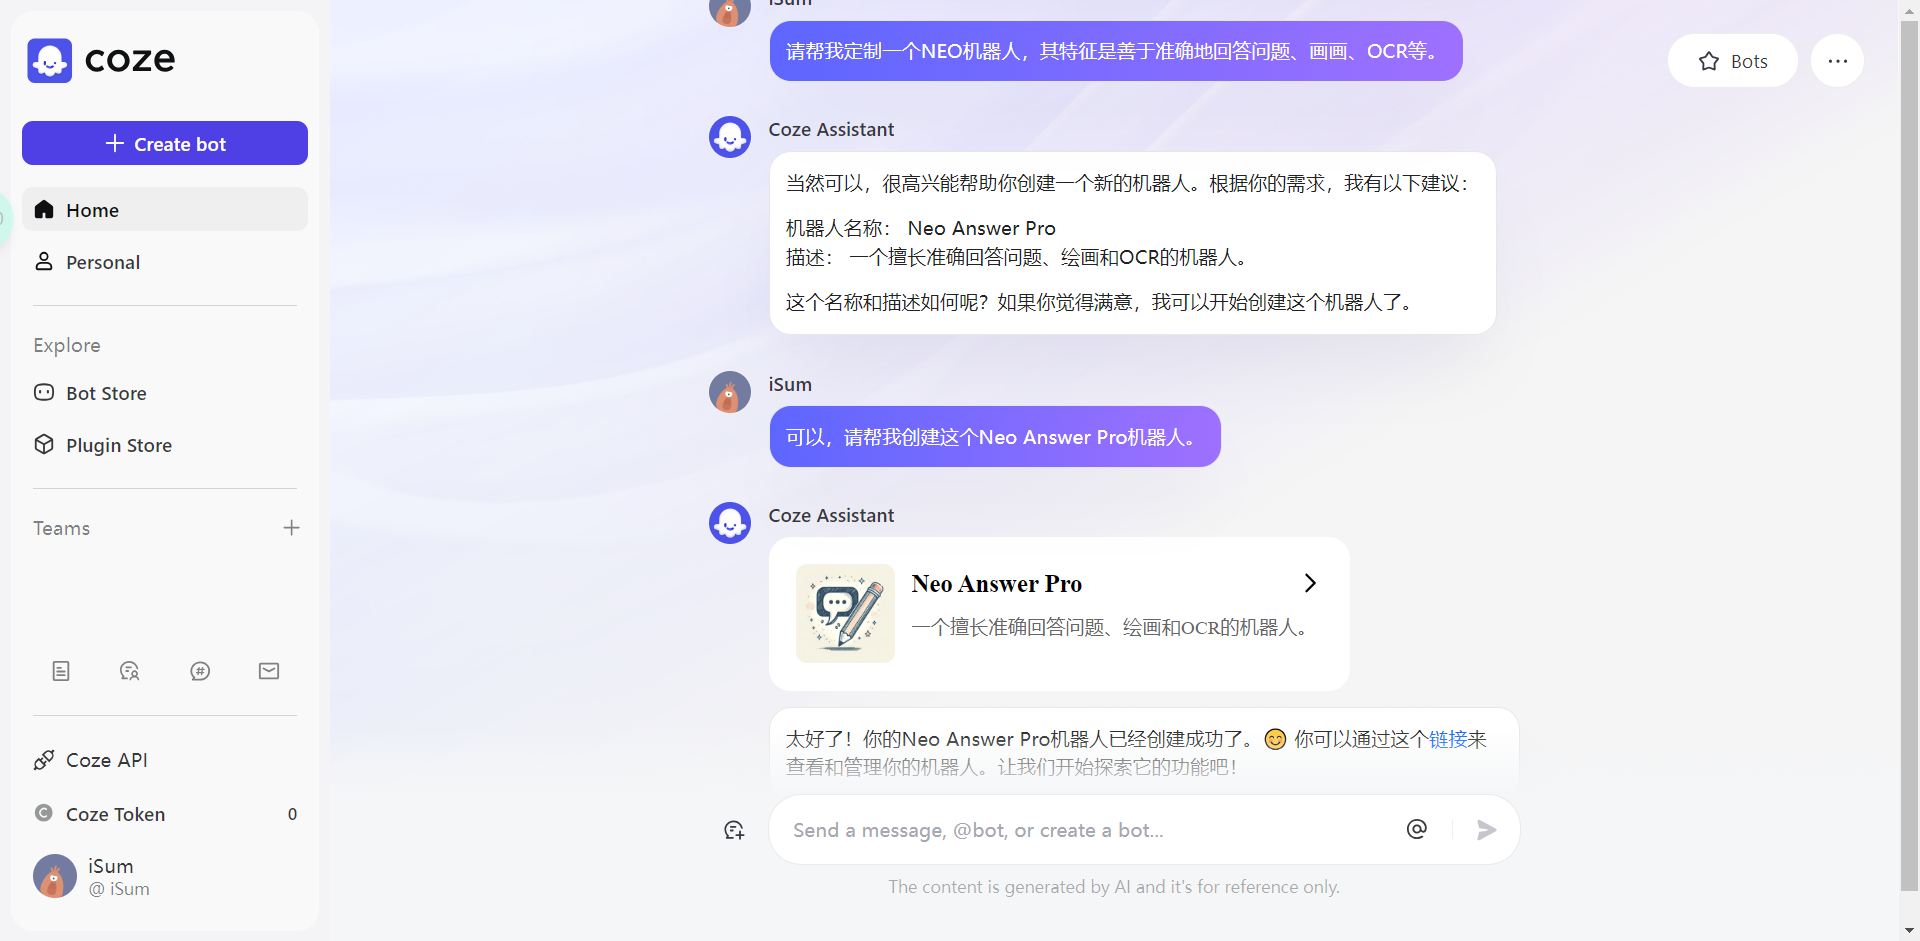 coze
Create bot
Home
Personal
Explore
Bot Store
Plugin Store
Teams
Coze API
Coze Token 0
iSum
@ iSum
iSum
请帮我定制一个NEO机器人，其特征是善于准确地回答问题、画画、OCR等。
Bots
Coze Assistant
当然可以，很高兴能帮助你创建一个新的机器人。根据你的需求，我有以下建议：
机器人名称： Neo Answer Pro
描述： 一个擅长准确回答问题、绘画和OCR的机器人。
这个名称和描述如何呢？如果你觉得满意，我可以开始创建这个机器人了。
iSum
可以，请帮我创建这个Neo Answer Pro机器人。
Coze Assistant
Neo Answer Pro
一个擅长准确回答问题、绘画和OCR的机器人。
太好了！你的Neo Answer Pro机器人已经创建成功了。😊 你可以通过这个链接来
查看和管理你的机器人。让我们开始探索它的功能吧！
Send a message, @bot, or create a bot...
The content is generated by AI and it's for reference only.